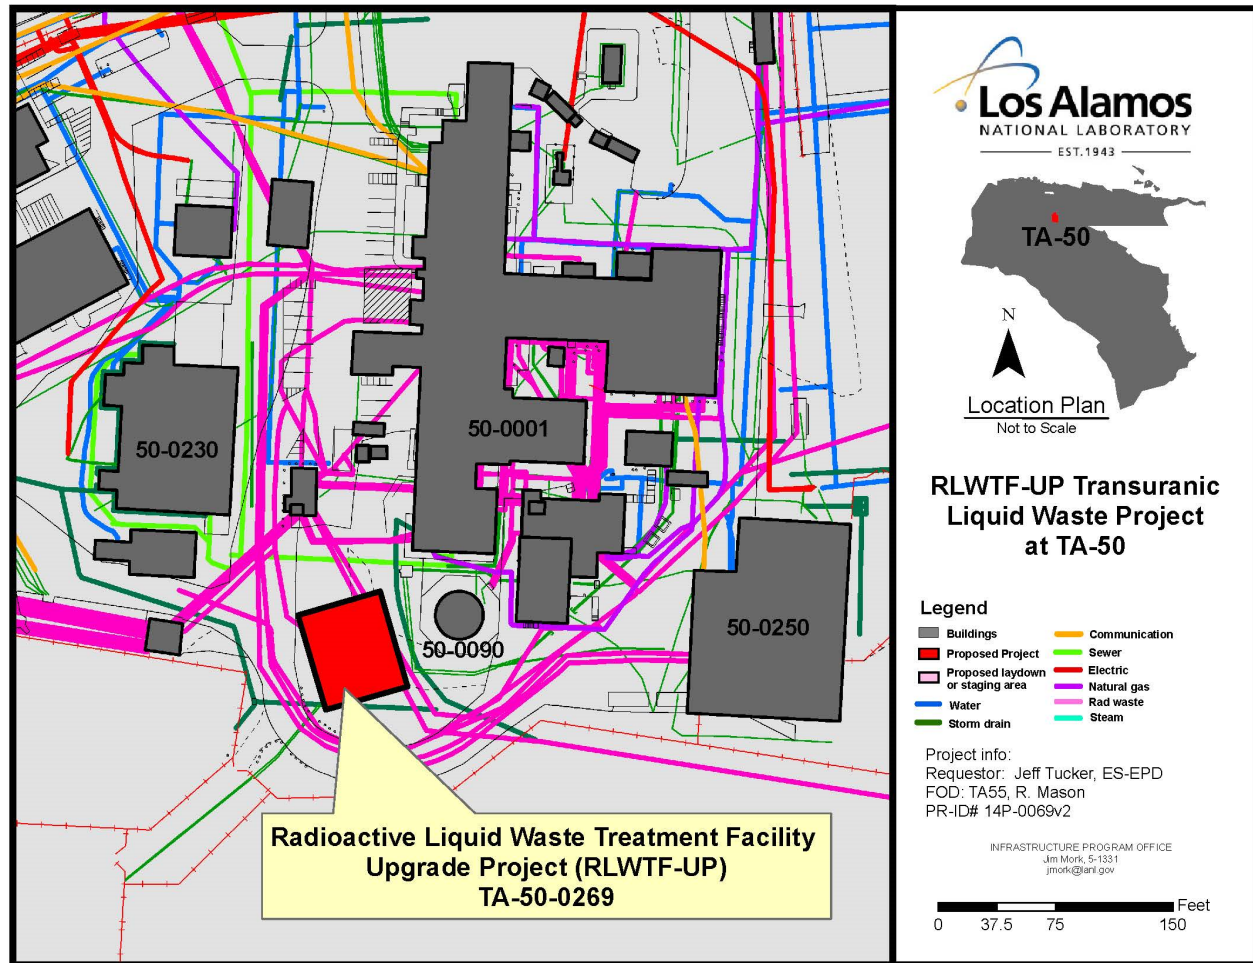 50-0230
50-0001
50-0090
50-0250
Radioactive Liquid Waste Treatment Facility
Upgrade Project (RLWTF-UP)
TA-50-0269
Los Alamos
NATIONAL LABORATORY
EST.1943
TA-50
N
Location Plan
Not to Scale
RLWTF-UP Transuranic
Liquid Waste Project
at TA-50
Legend
Buildings
Proposed Project
Proposed laydown
or staging area
Water
Storm drain
Communication
Sewer
Electric
Natural gas
Rad waste
Steam
Project info:
Requestor: Jeff Tucker, ES-EPD
FOD: TA55, R. Mason
PR-ID# 14P-0069v2
INFRASTRUCTURE PROGRAM OFFICE
Jim Mork, 5-1331
jmork@lanl.gov
Feet
0 37.5 75 150